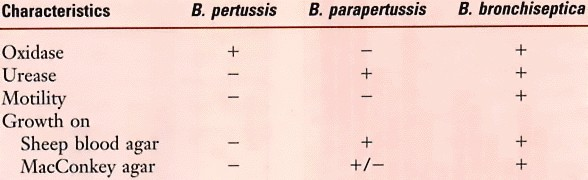 Characteristics B. pertussis B. parapertussis B. bronchiseptica
Oxidase + − +
Urease − + +
Motility − − +
Growth on
Sheep blood agar − + +
MacConkey agar − +/− +